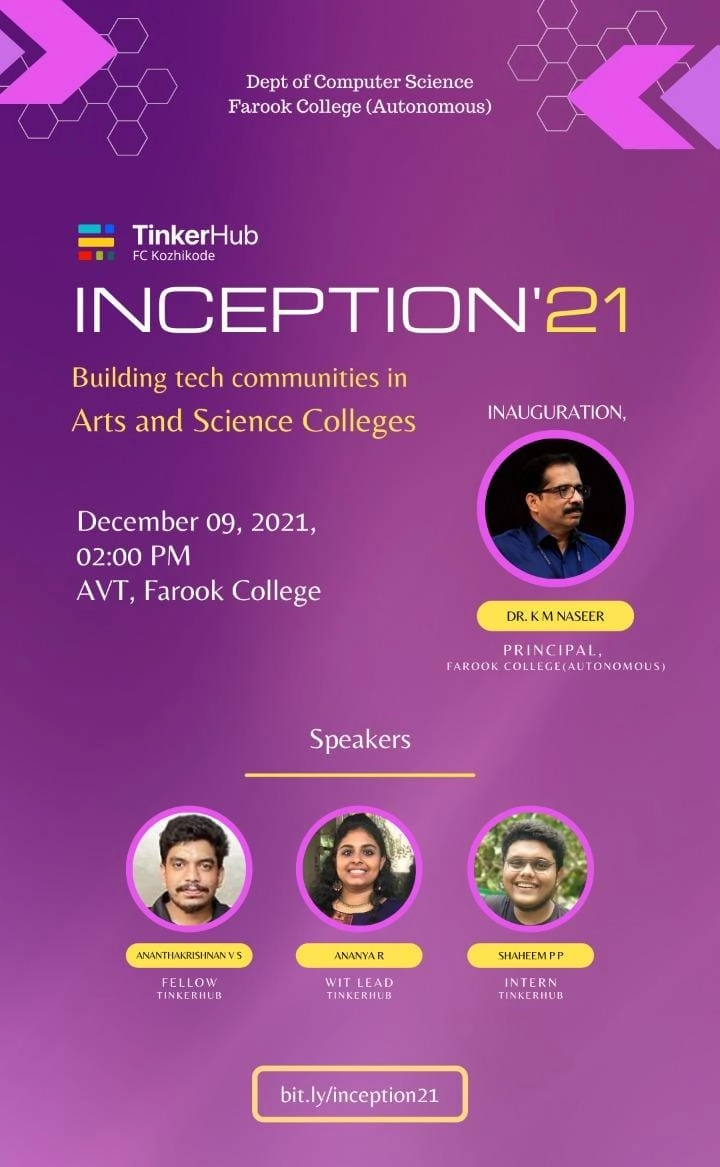 Dept of Computer Science
Farook College (Autonomous)
TinkerHub
FC Kozhikode
INCEPTION'21
Building tech communities in
Arts and Science Colleges
December 09, 2021,
02:00 PM
AVT, Farook College
INAUGURATION,
DR. K M NASEER
PRINCIPAL,
FAROOK COLLEGE(AUTONOMOUS)
Speakers
ANANTHAKRISHNAN V S
FELLOW
TINKERHUB
ANANYA R
WIT LEAD
TINKERHUB
SHAHEEM P P
INTERN
TINKERHUB
bit.ly/inception21